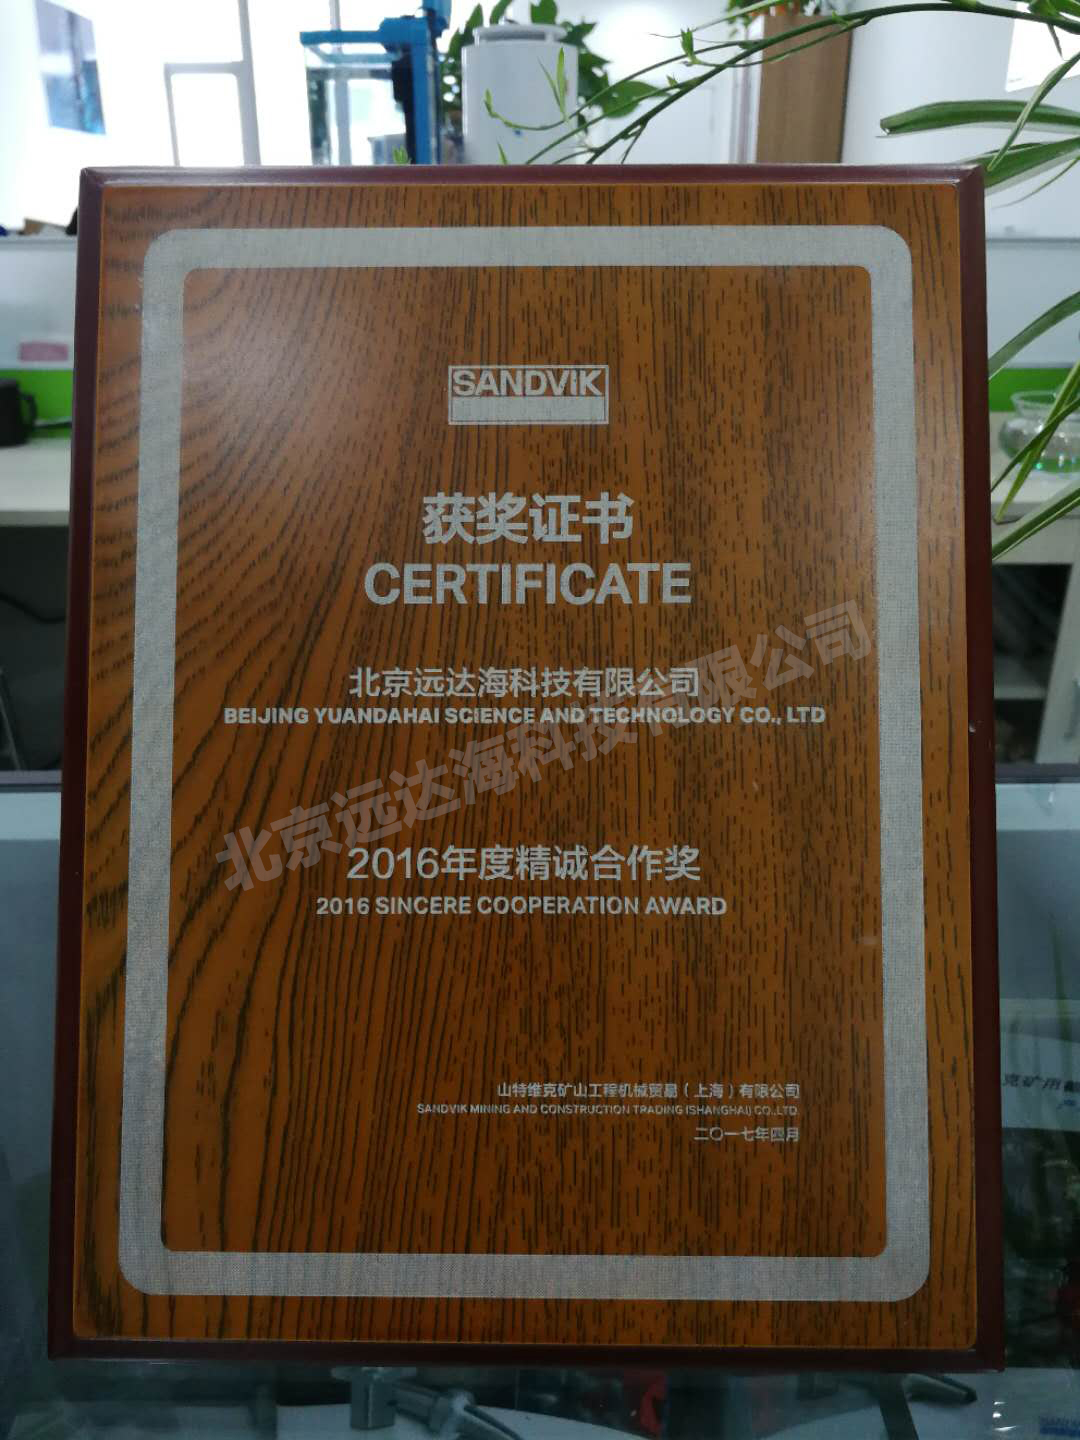 SANDVIK
获奖证书
CERTIFICATE
北京远达海科技有限公司
BEIJING YUANDAHAI SCIENCE AND TECHNOLOGY CO., LTD
北京远达海科技有限公司
2016年度精诚合作奖
2016 SINCERE COOPERATION AWARD
山特维克矿山工程机械贸易（上海）有限公司
SANDVIK MINING AND CONSTRUCTION TRADING (SHANGHAI) CO., LTD
二〇一七年四月
克矿用